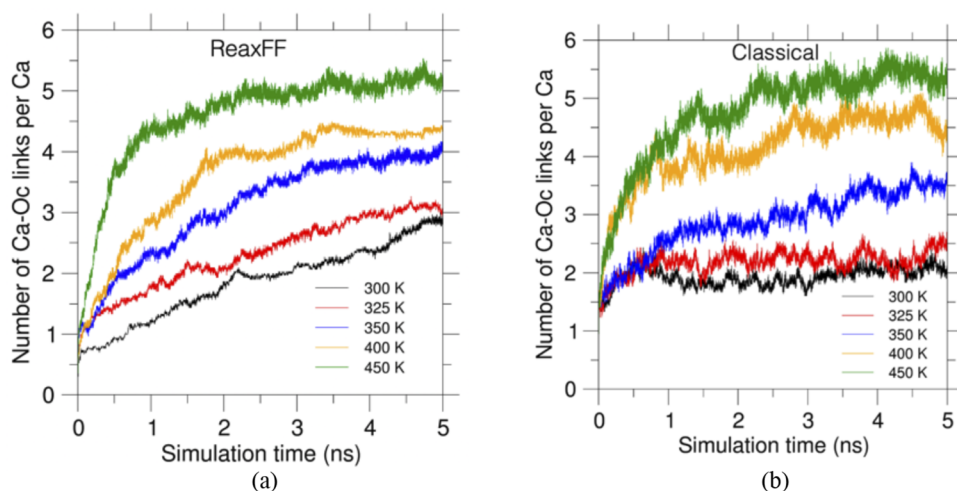 ReaxFF
Number of Ca-Oc links per Ca
6
5
4
3
2
1
0
300 K
325 K
350 K
400 K
450 K
0 1 2 3 4 5
Simulation time (ns)
(a)
Classical
Number of Ca-Oc links per Ca
6
5
4
3
2
1
0
300 K
325 K
350 K
400 K
450 K
0 1 2 3 4 5
Simulation time (ns)
(b)